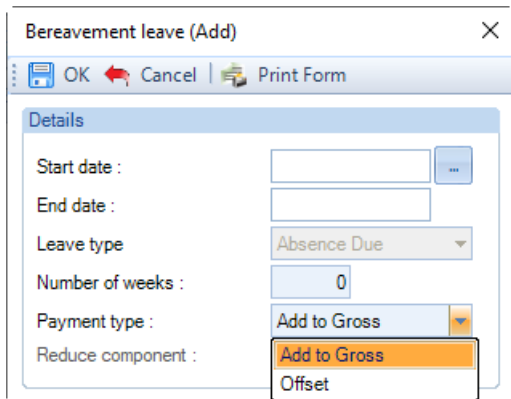 Bereavement leave (Add)
OK Cancel Print Form
Details
Start date : ...
End date :
Leave type Absence Due
Number of weeks : 0
Payment type : Add to Gross
Reduce component : Add to Gross
Offset